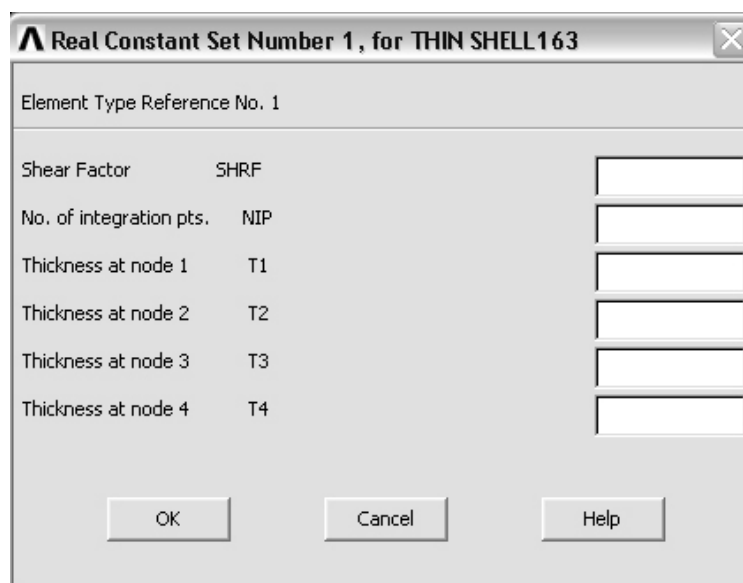 Real Constant Set Number 1, for THIN SHELL163
Element Type Reference No. 1
Shear Factor SHRF
No. of integration pts. NIP
Thickness at node 1 T1
Thickness at node 2 T2
Thickness at node 3 T3
Thickness at node 4 T4
OK Cancel Help